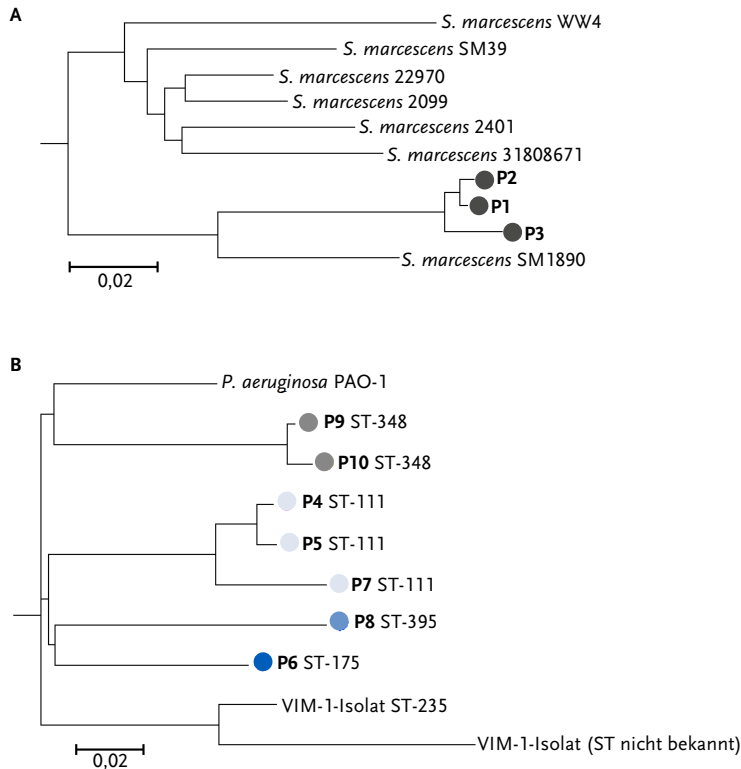 A
S. marcescens WW4
S. marcescens SM39
S. marcescens 22970
S. marcescens 2099
S. marcescens 2401
S. marcescens 31808671
P2
P1
P3
S. marcescens SM1890
0,02
B
P. aeruginosa PAO-1
P9 ST-348
P10 ST-348
P4 ST-111
P5 ST-111
P7 ST-111
P8 ST-395
P6 ST-175
VIM-1-Isolat ST-235
VIM-1-Isolat (ST nicht bekannt)
0,02